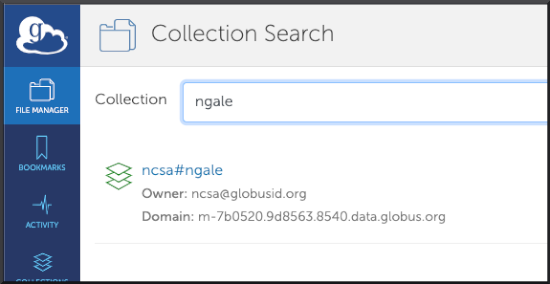 g
Collection Search
Collection
ngale
FILE MANAGER
BOOKMARKS
ACTIVITY
COLLECTIONS
ncsa#ngale
Owner: ncsa@globusid.org
Domain: m-7b0520.9d8563.8540.data.globus.org